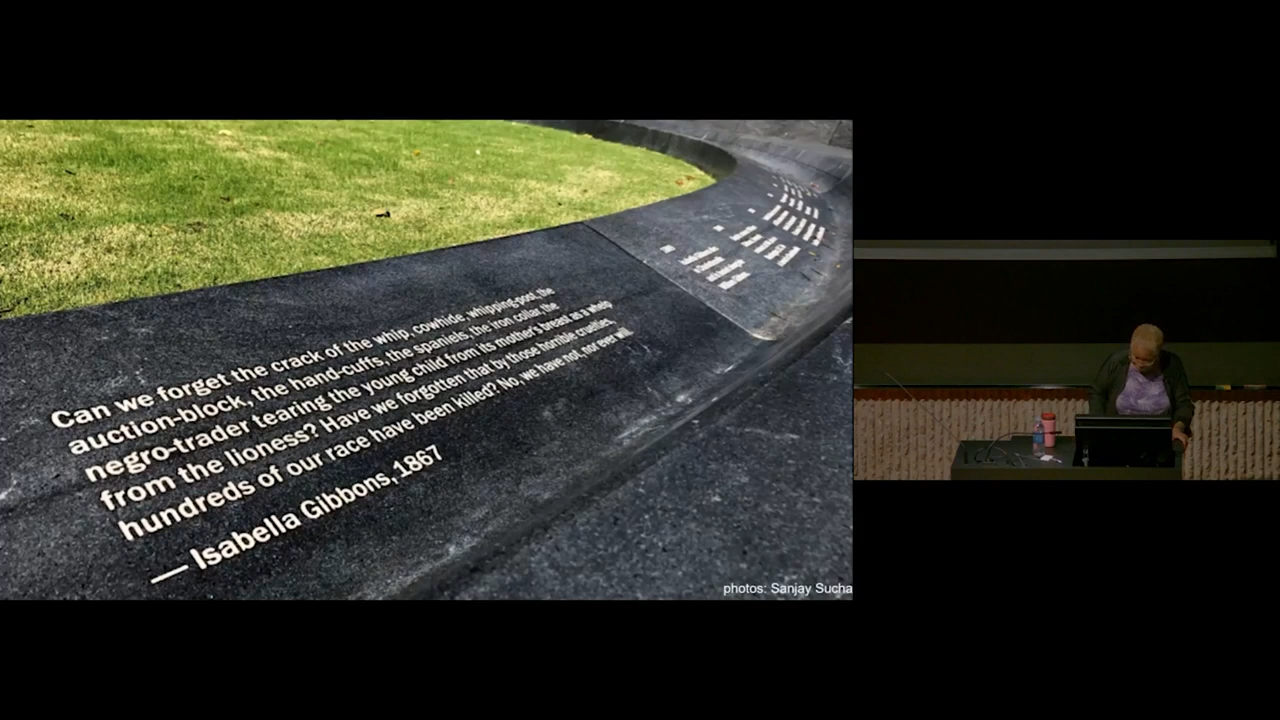 Can we forget the crack of the whip, cowhide, whipping-post, the
auction-block, the hand-cuffs, the spaniels, the iron collar, the
negro-trader tearing the young child from its mother's breast as a whelp
from the lioness? Have we forgotten that by those horrible cruelties,
hundreds of our race have been killed? No, we have not, nor ever will.
— Isabella Gibbons, 1867
photos: Sanjay Sucha